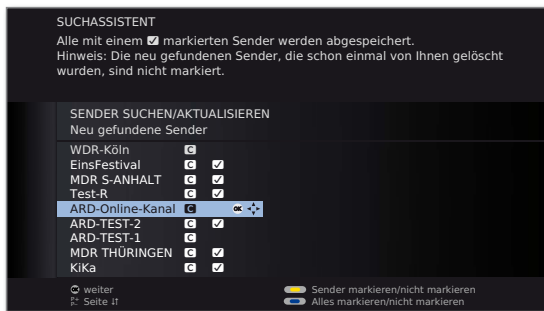 SUCHASSISTENT
Alle mit einem ✓ markierten Sender werden abgespeichert.
Hinweis: Die neu gefundenen Sender, die schon einmal von Ihnen gelöscht
wurden, sind nicht markiert.
SENDER SUCHEN/AKTUALISIEREN
Neu gefundene Sender
WDR-Köln C
EinsFestival C ✓
MDR S-ANHALT C ✓
Test-R C ✓
ARD-Online-Kanal C OK
ARD-TEST-2 C ✓
ARD-TEST-1 C
MDR THÜRINGEN C ✓
KiKa C ✓
OK weiter
P+ P- Seite
Sender markieren/nicht markieren
Alles markieren/nicht markieren